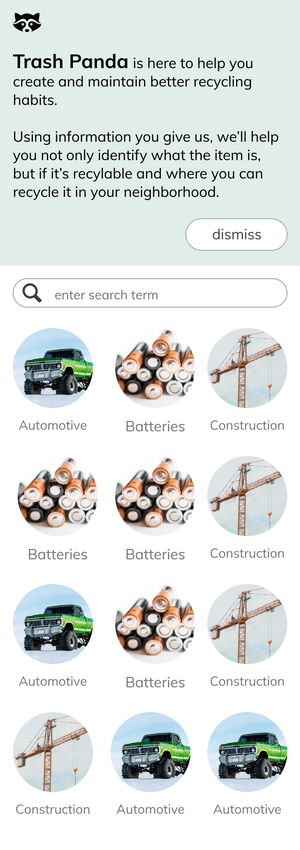 Trash Panda is here to help you
create and maintain better recycling
habits.
Using information you give us, we’ll help
you not only identify what the item is,
but if it’s recylable and where you can
recycle it in your neighborhood.
dismiss
enter search term
Automotive Batteries Construction
Batteries Batteries Construction
Automotive Batteries Construction
Construction Automotive Automotive